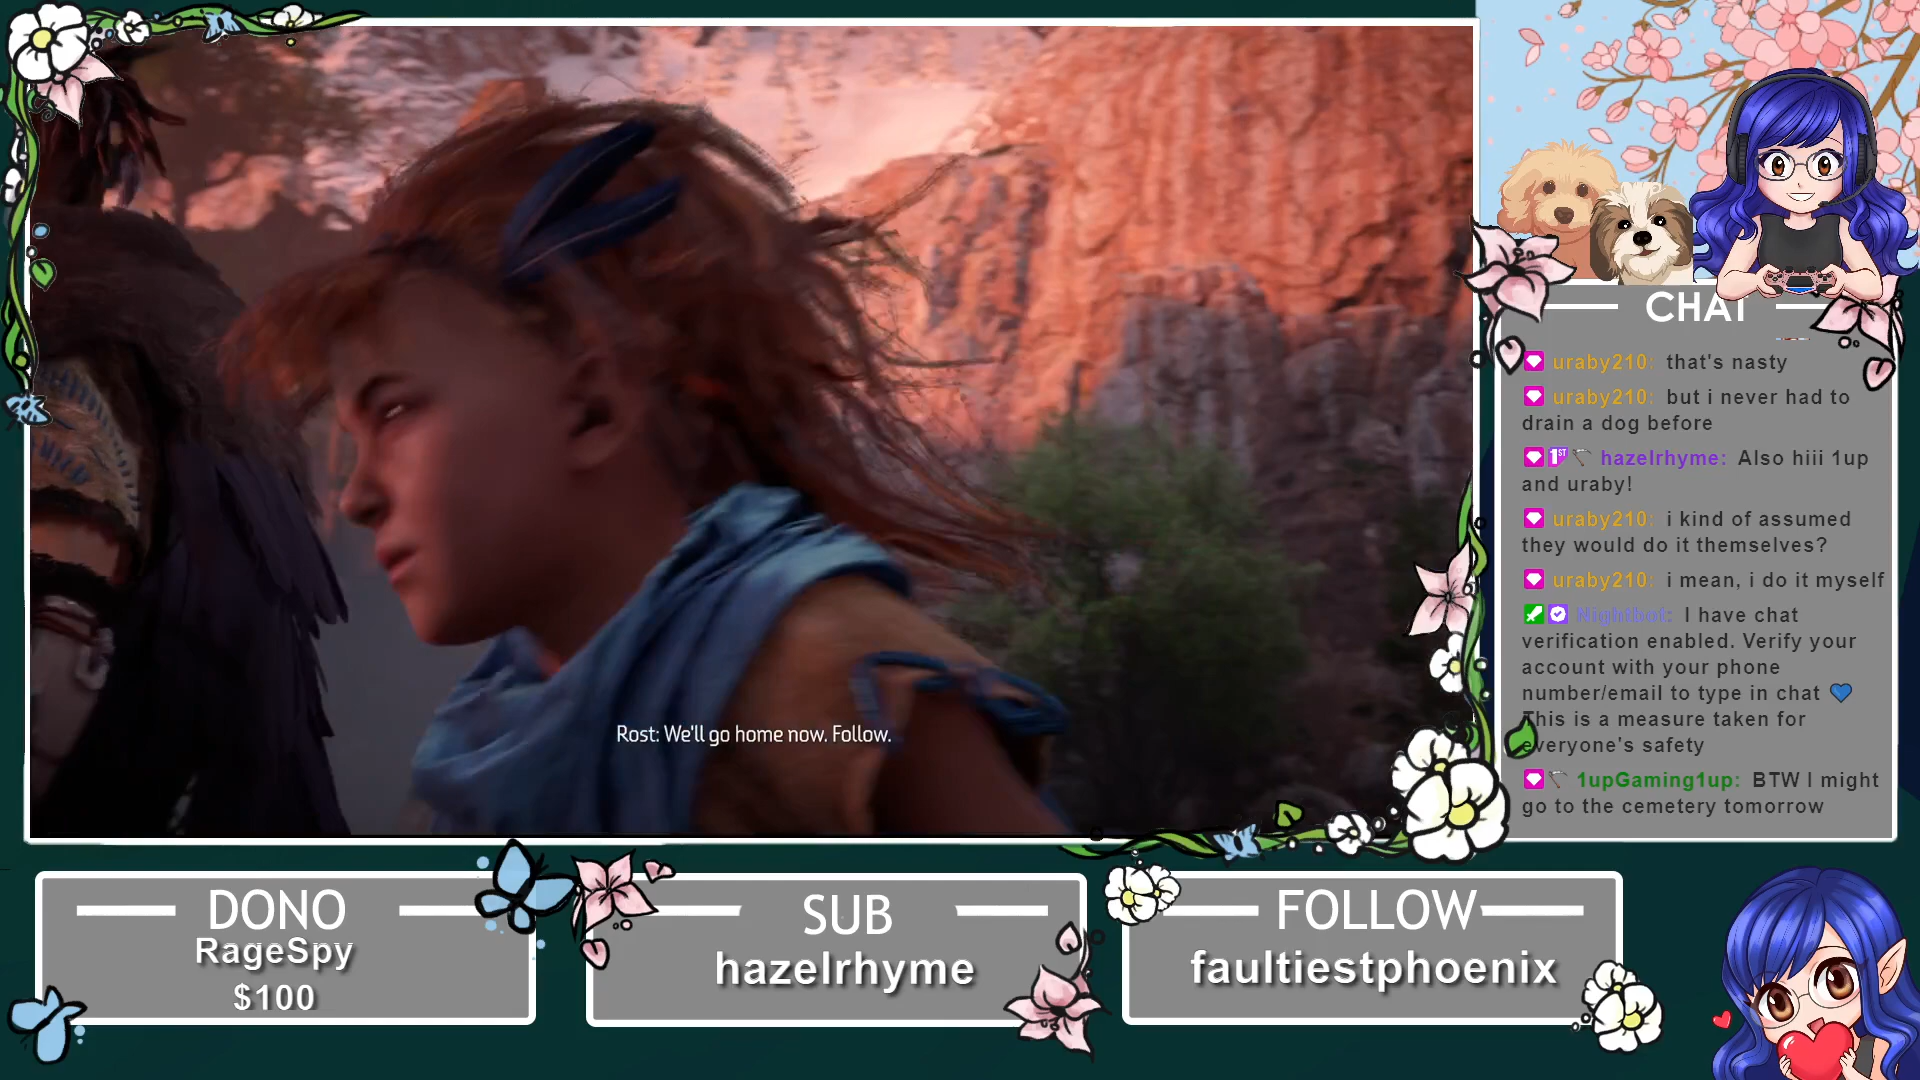 Rost: We'll go home now. Follow.
CHAT
uraby210: that's nasty
uraby210: but i never had to
drain a dog before
1ST hazelrhyme: Also hiii 1up
and uraby!
uraby210: i kind of assumed
they would do it themselves?
uraby210: i mean, i do it myself
Nightbot: I have chat
verification enabled. Verify your
account with your phone
number/email to type in chat 💙
This is a measure taken for
everyone's safety
1upGaming1up: BTW I might
go to the cemetery tomorrow
DONO
RageSpy
$100
SUB
hazelrhyme
FOLLOW
faultiestphoenix